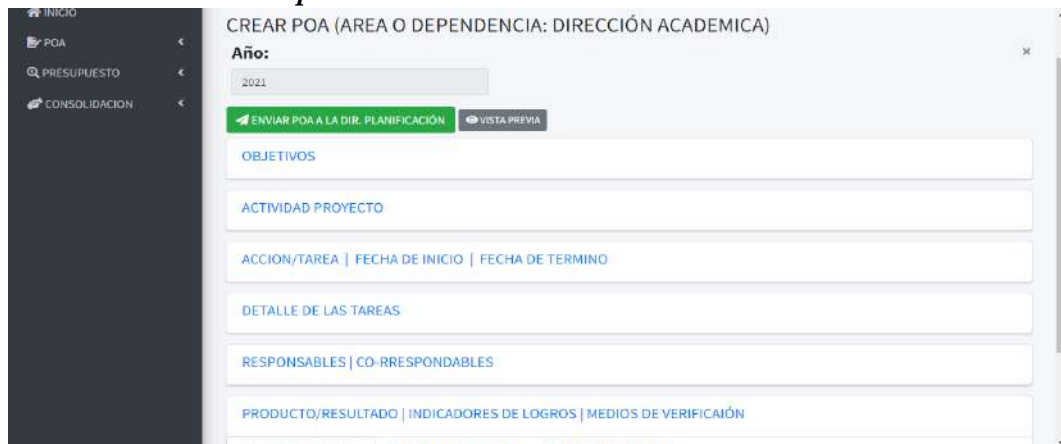 INICIO
POA
PRESUPUESTO
CONSOLIDACION
CREAR POA (AREA O DEPENDENCIA: DIRECCIÓN ACADEMICA)
Año:
2021
ENVIAR POA A LA DIR. PLANIFICACIÓN
VISTA PREVIA
OBJETIVOS
ACTIVIDAD PROYECTO
ACCION/TAREA | FECHA DE INICIO | FECHA DE TERMINO
DETALLE DE LAS TAREAS
RESPONSABLES | CO-RRESPONDABLES
PRODUCTO/RESULTADO | INDICADORES DE LOGROS | MEDIOS DE VERIFICAIÓN